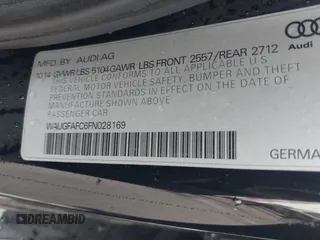 MFD. BY AUDI AG
10/14 GVWR LBS 5104 GAWR LBS FRONT 2557/REAR 2712
THIS VEHICLE CONFORMS TO ALL APPLICABLE
FEDERAL MOTOR VEHICLE SAFETY, BUMPER, AND THEFT
PREVENTION STANDARDS IN EFFECT ON THE DATE OF
MANUFACTURE SHOWN ABOVE
PASSENGER CAR
WAUGFAFC6FN028169
Audi
GERMA
DREAMBID